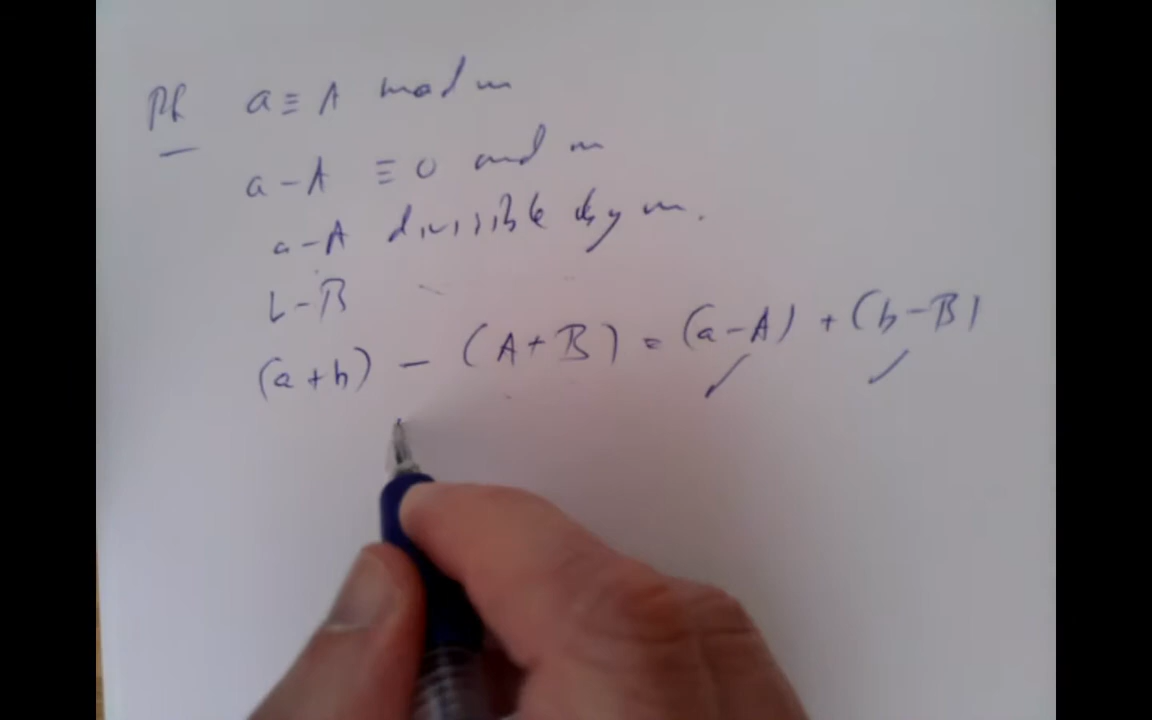 Pf a ≡ A mod m
a - A ≡ 0 mod m
a - A divisible by m.
b - B
(a + b) - (A + B) = (a - A) + (b - B)